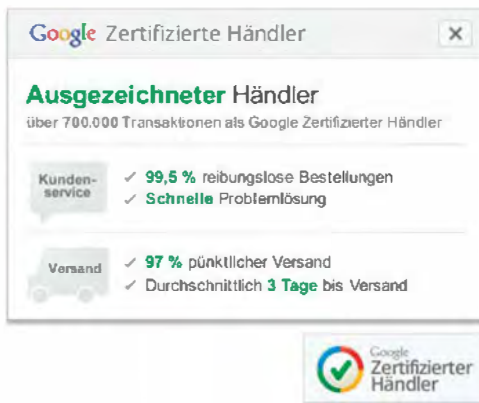 Google Zertifizierte Händler
Ausgezeichneter Händler
über 700.000 Transaktionen als Google Zertifizierter Händler
Kunden-
service
✓ 99,5 % reibungslose Bestellungen
✓ Schnelle Problemlösung
Versand
✓ 97 % pünktlicher Versand
✓ Durchschnittlich 3 Tage bis Versand
Google
Zertifizierter
Händler